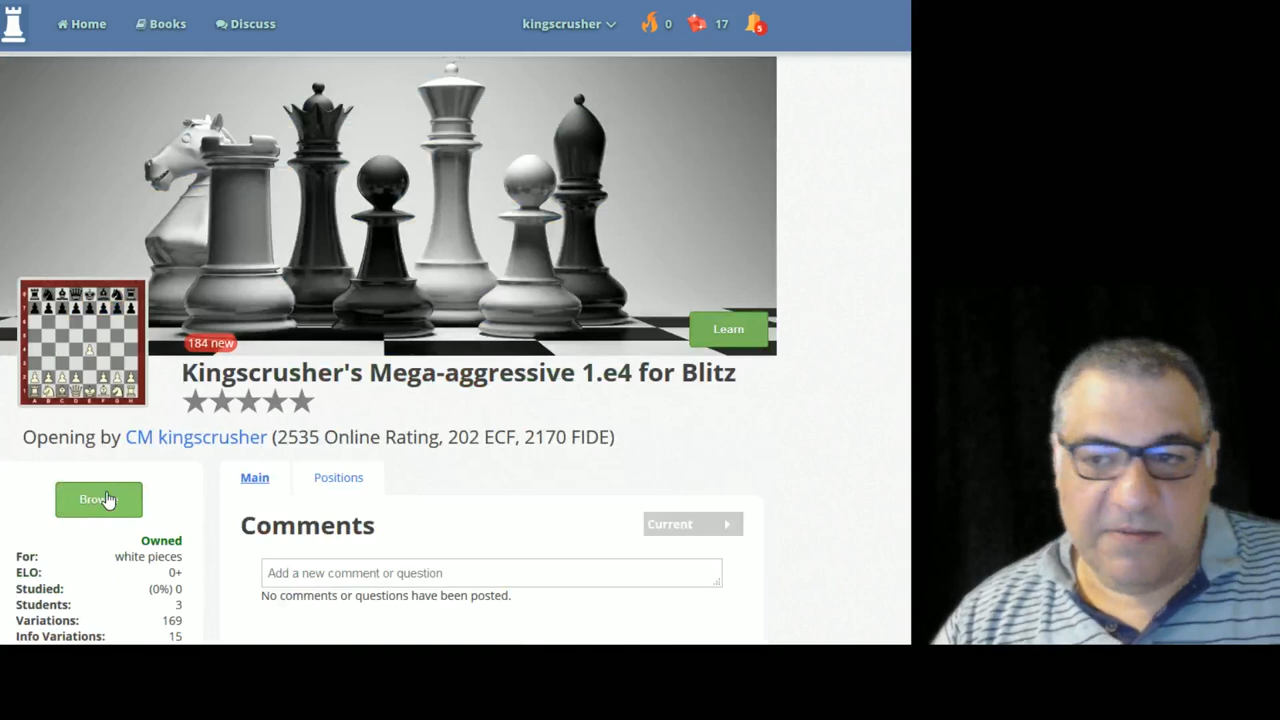 Home Books Discuss kingscrusher 0 17 5
Learn
184 new
Kingscrusher's Mega-aggressive 1.e4 for Blitz
Opening by CM kingscrusher (2535 Online Rating, 202 ECF, 2170 FIDE)
Main Positions
Comments
Current
Owned
For: white pieces
ELO: 0+
Studied: (0%) 0
Students: 3
Variations: 169
Info Variations: 15
Add a new comment or question
No comments or questions have been posted.